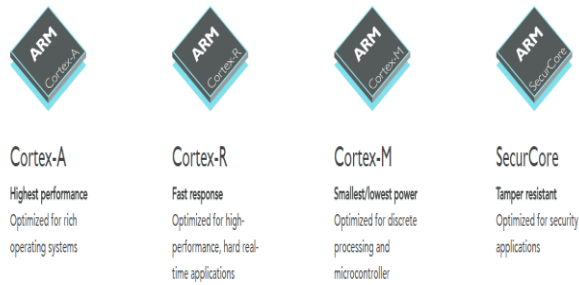 ARM
Cortex-A
ARM
Cortex-R
ARM
Cortex-M
ARM
SecurCore
Cortex-A
Highest performance
Optimized for rich
operating systems
Cortex-R
Fast response
Optimized for high-
performance, hard real-
time applications
Cortex-M
Smallest/lowest power
Optimized for discrete
processing and
microcontroller
SecurCore
Tamper resistant
Optimized for security
applications